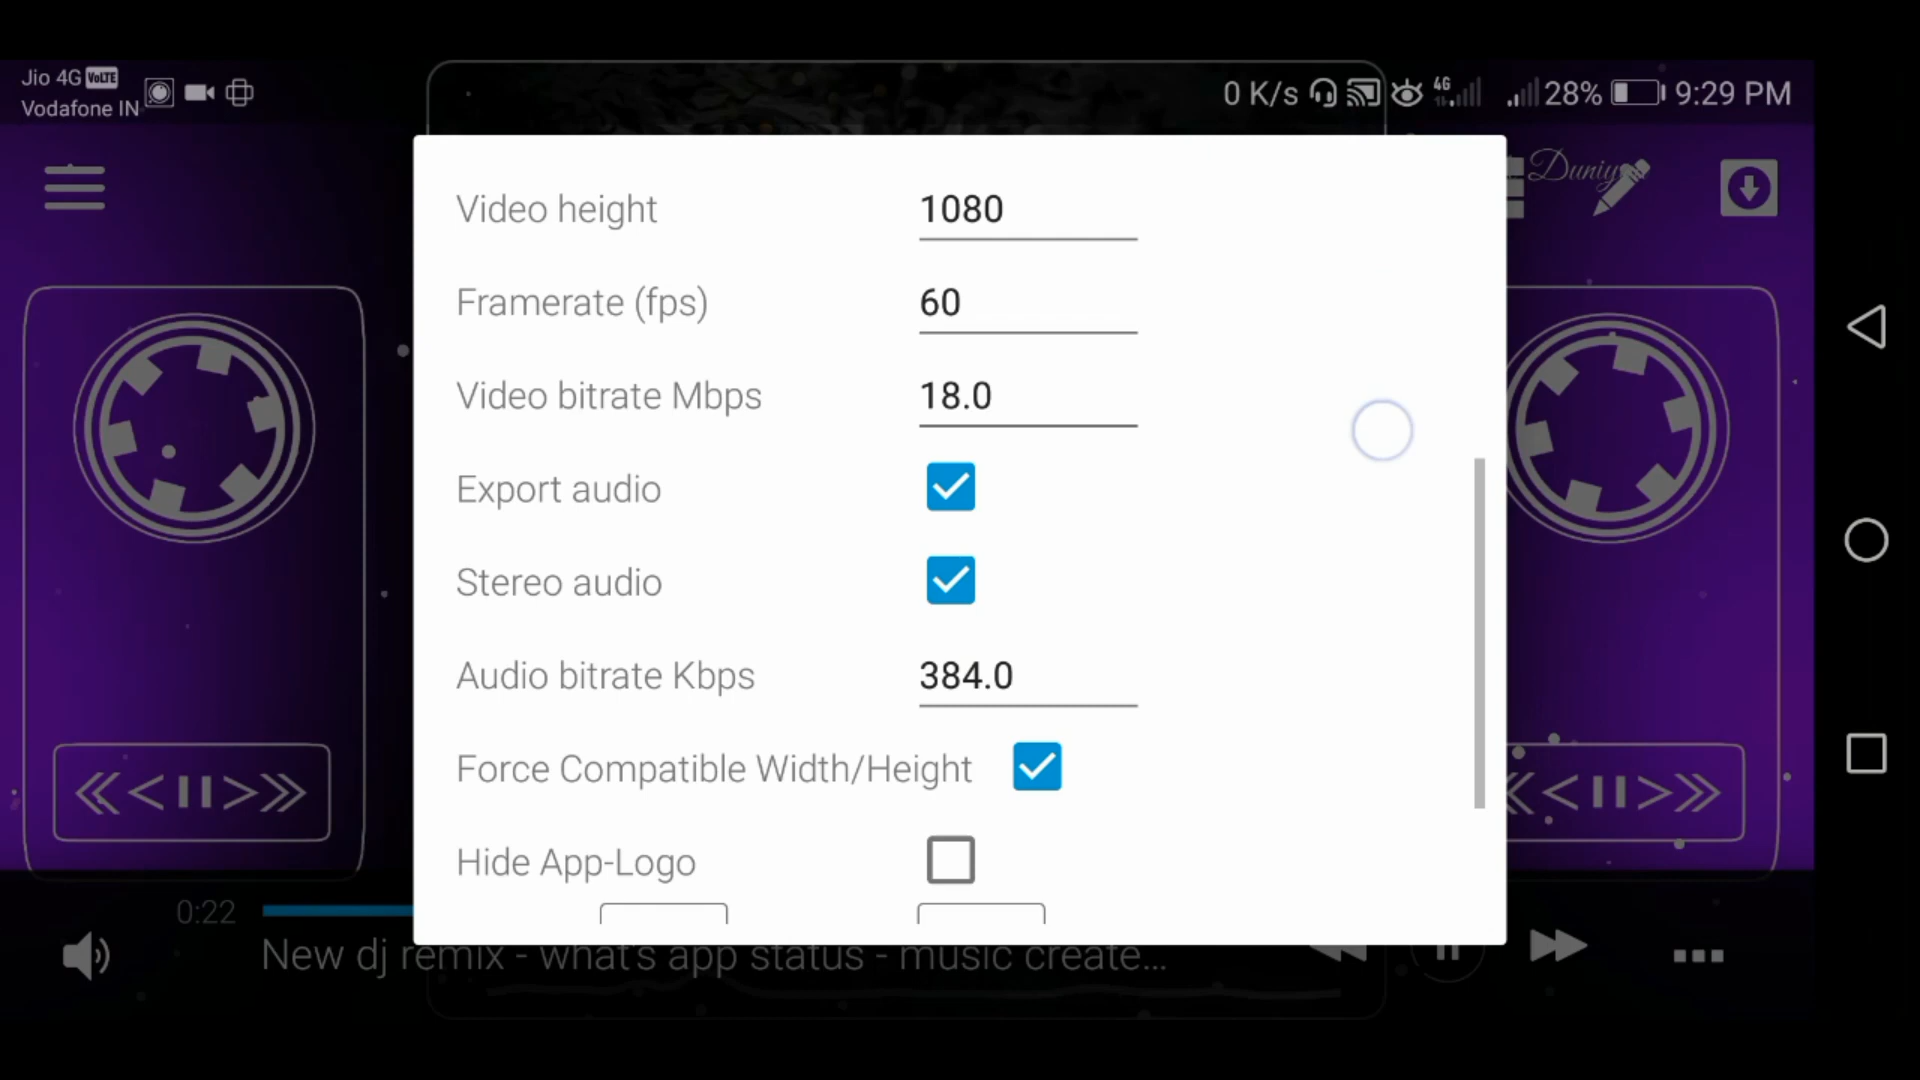 Jio 4G VoLTE
Vodafone IN
0 K/s 4G 28% 9:29 PM
Video height 1080
Framerate (fps) 60
Video bitrate Mbps 18.0
Export audio
Stereo audio
Audio bitrate Kbps 384.0
Force Compatible Width/Height
Hide App-Logo
0:22
New dj remix - what's app status - music create...